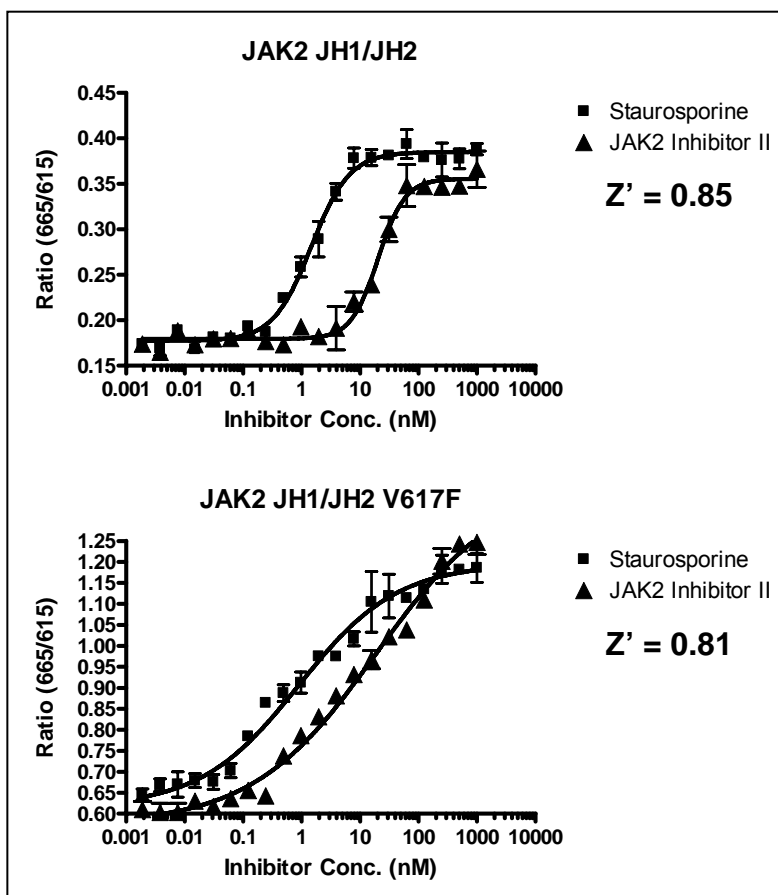 JAK2 JH1/JH2
0.45
0.40
0.35
0.30
0.25
0.20
0.15
Ratio (665/615)
0.001 0.01 0.1 1 10 100 1000 10000
Inhibitor Conc. (nM)
Staurosporine
JAK2 Inhibitor II
Z' = 0.85
JAK2 JH1/JH2 V617F
1.25
1.20
1.15
1.10
1.05
1.00
0.95
0.90
0.85
0.80
0.75
0.70
0.65
0.60
Ratio (665/615)
0.001 0.01 0.1 1 10 100 1000 10000
Inhibitor Conc. (nM)
Staurosporine
JAK2 Inhibitor II
Z' = 0.81